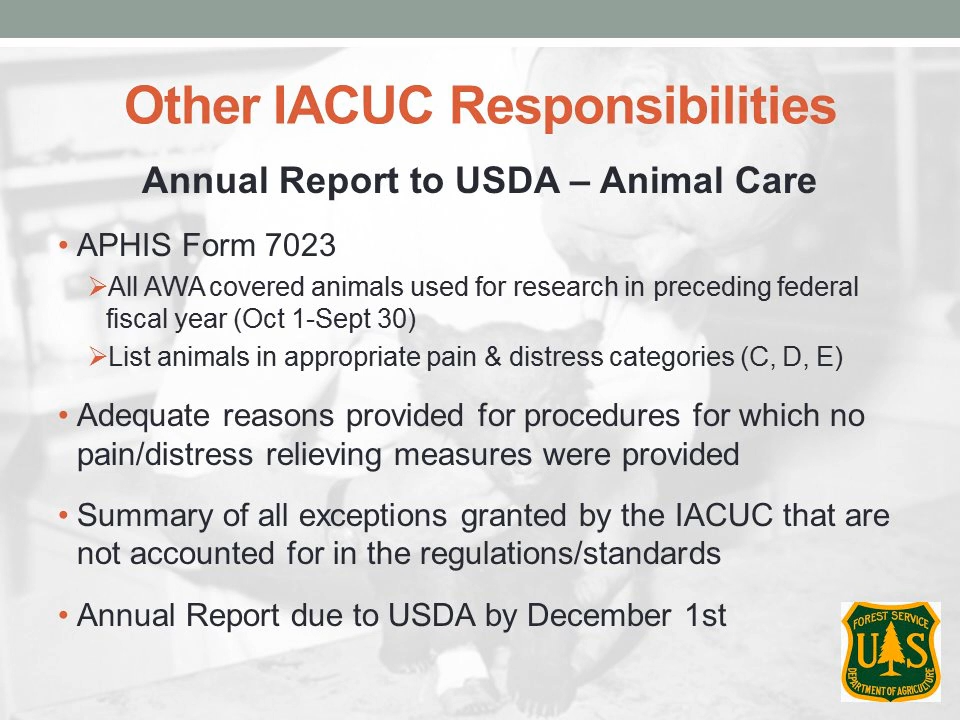 Other IACUC Responsibilities
Annual Report to USDA – Animal Care
• APHIS Form 7023
➢ All AWA covered animals used for research in preceding federal
fiscal year (Oct 1-Sept 30)
➢ List animals in appropriate pain & distress categories (C, D, E)
• Adequate reasons provided for procedures for which no
pain/distress relieving measures were provided
• Summary of all exceptions granted by the IACUC that are
not accounted for in the regulations/standards
• Annual Report due to USDA by December 1st
FOREST SERVICE
U S
DEPARTMENT OF AGRICULTURE